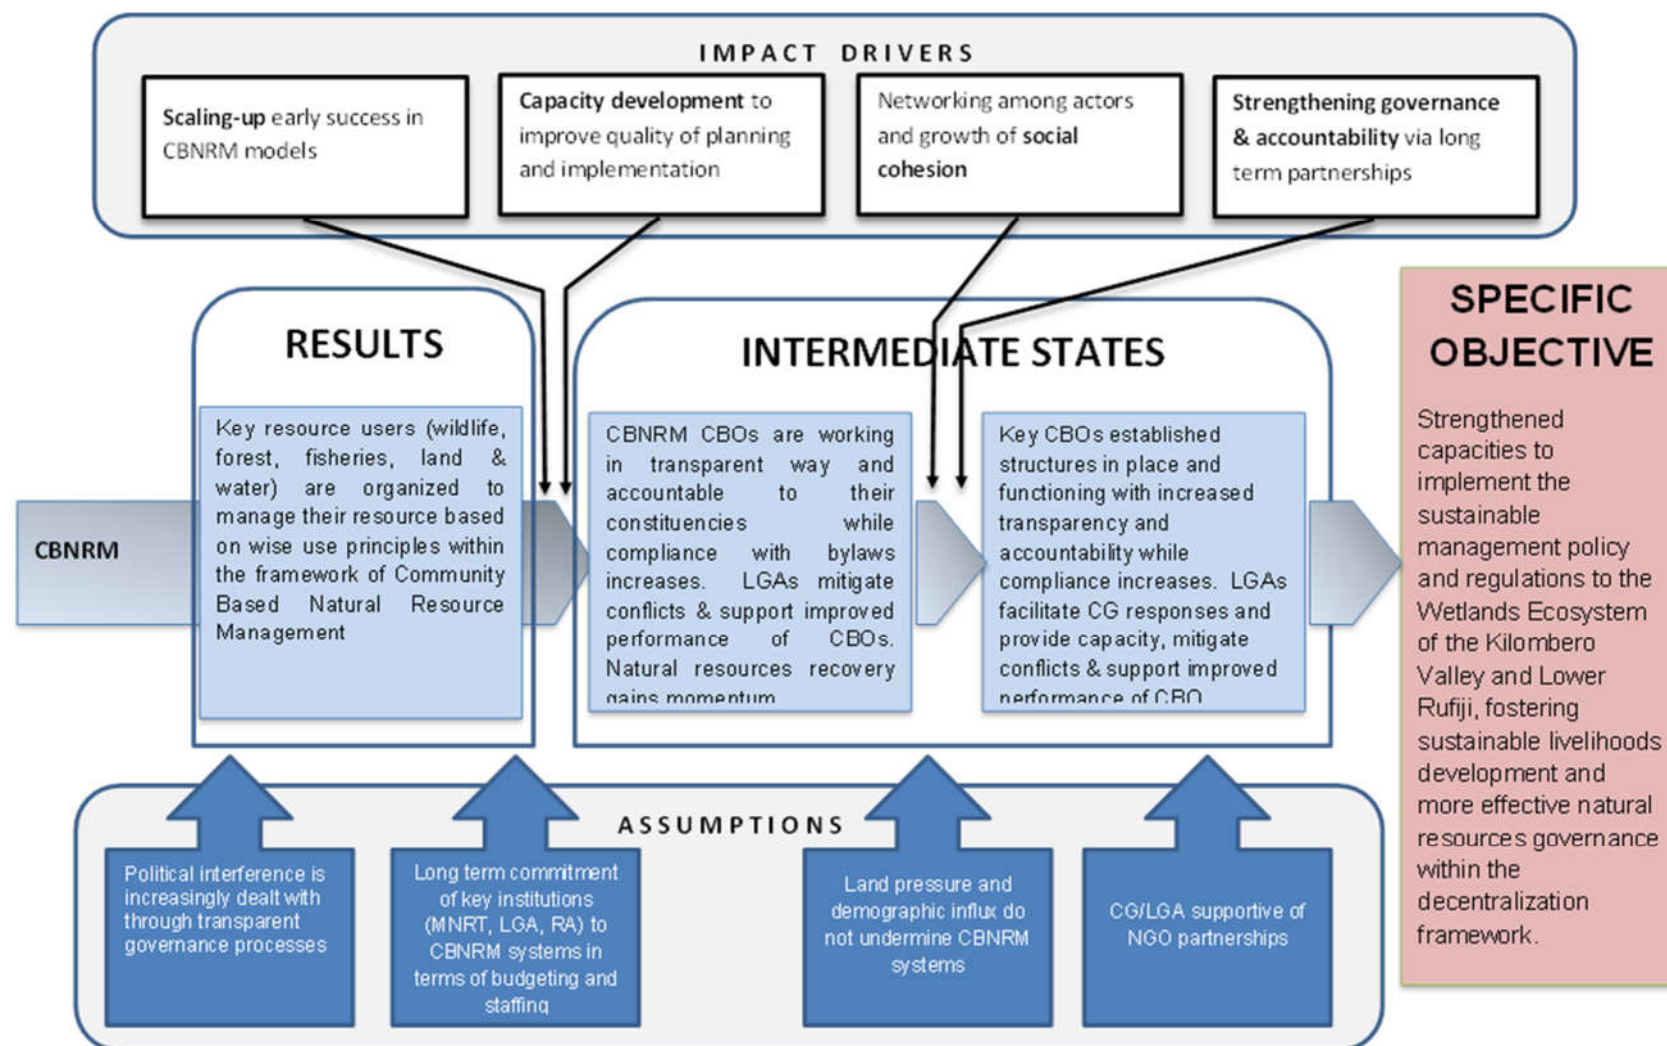 IMPACT DRIVERS
Scaling-up early success in
CBNRM models
Capacity development to
improve quality of planning
and implementation
Networking among actors
and growth of social
cohesion
Strengthening governance
& accountability via long
term partnerships
CBNRM
RESULTS
Key resource users (wildlife,
forest, fisheries, land &
water) are organized to
manage their resource based
on wise use principles within
the framework of Community
Based Natural Resource
Management
INTERMEDIATE STATES
CBNRM CBOs are working
in transparent way and
accountable to their
constituencies while
compliance with bylaws
increases. LGAs mitigate
conflicts & support improved
performance of CBOs.
Natural resources recovery
gains momentum
Key CBOs established
structures in place and
functioning with increased
transparency and
accountability while
compliance increases. LGAs
facilitate CG responses and
provide capacity, mitigate
conflicts & support improved
performance of CBO
SPECIFIC
OBJECTIVE
Strengthened
capacities to
implement the
sustainable
management policy
and regulations to the
Wetlands Ecosystem
of the Kilombero
Valley and Lower
Rufiji, fostering
sustainable livelihoods
development and
more effective natural
resources governance
within the
decentralization
framework.
ASSUMPTIONS
Political interference is
increasingly dealt with
through transparent
governance processes
Long term commitment
of key institutions
(MNRT, LGA, RA) to
CBNRM systems in
terms of budgeting and
staffing
Land pressure and
demographic influx do
not undermine CBNRM
systems
CG/LGA supportive of
NGO partnerships